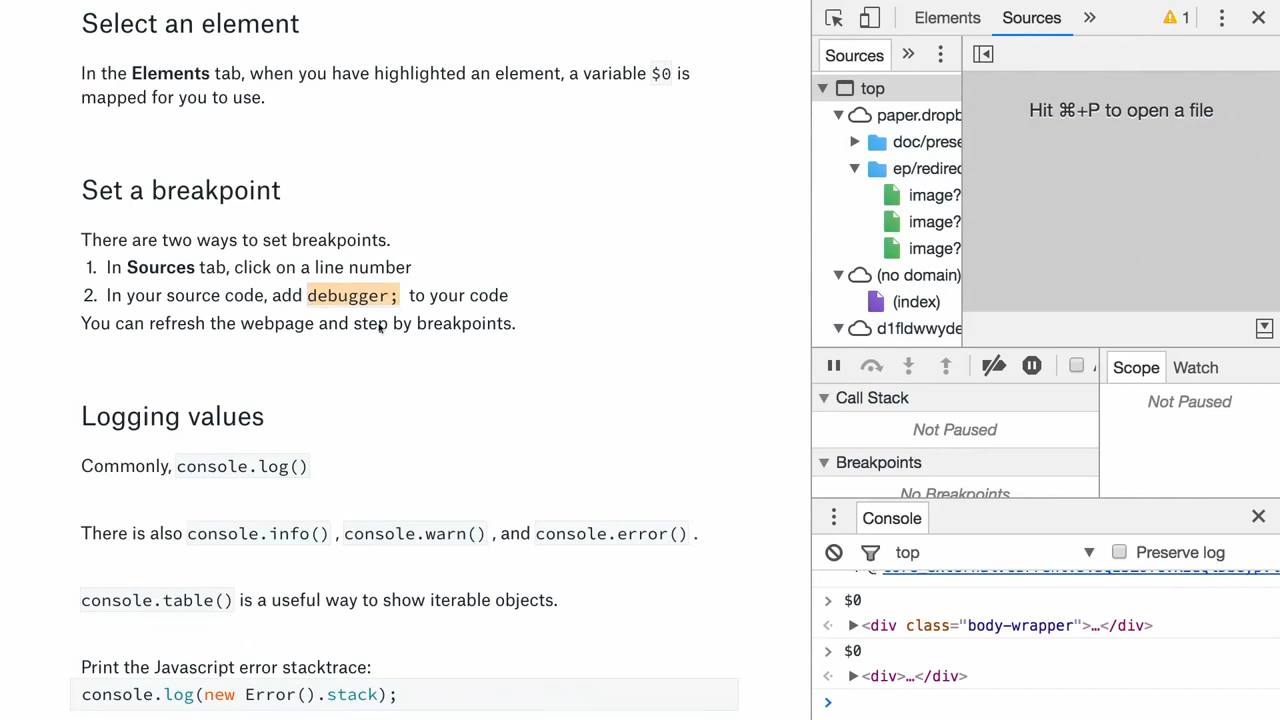 Select an element
In the Elements tab, when you have highlighted an element, a variable $0 is
mapped for you to use.
Set a breakpoint
There are two ways to set breakpoints.
1. In Sources tab, click on a line number
2. In your source code, add debugger; to your code
You can refresh the webpage and step by breakpoints.
Logging values
Commonly, console.log()
There is also console.info() , console.warn() , and console.error() .
console.table() is a useful way to show iterable objects.
Print the Javascript error stacktrace:
console.log(new Error().stack);
Elements Sources » 1
Sources »
top
paper.dropb
doc/prese
ep/redirec
image?
image?
image?
(no domain)
(index)
d1fldwwyde
Hit ⌘+P to open a file
Scope Watch
Call Stack
Not Paused
Not Paused
Breakpoints
No Breakpoints
Console
top Preserve log
> $0
<div class="body-wrapper">…</div>
> $0
<div>…</div>
>